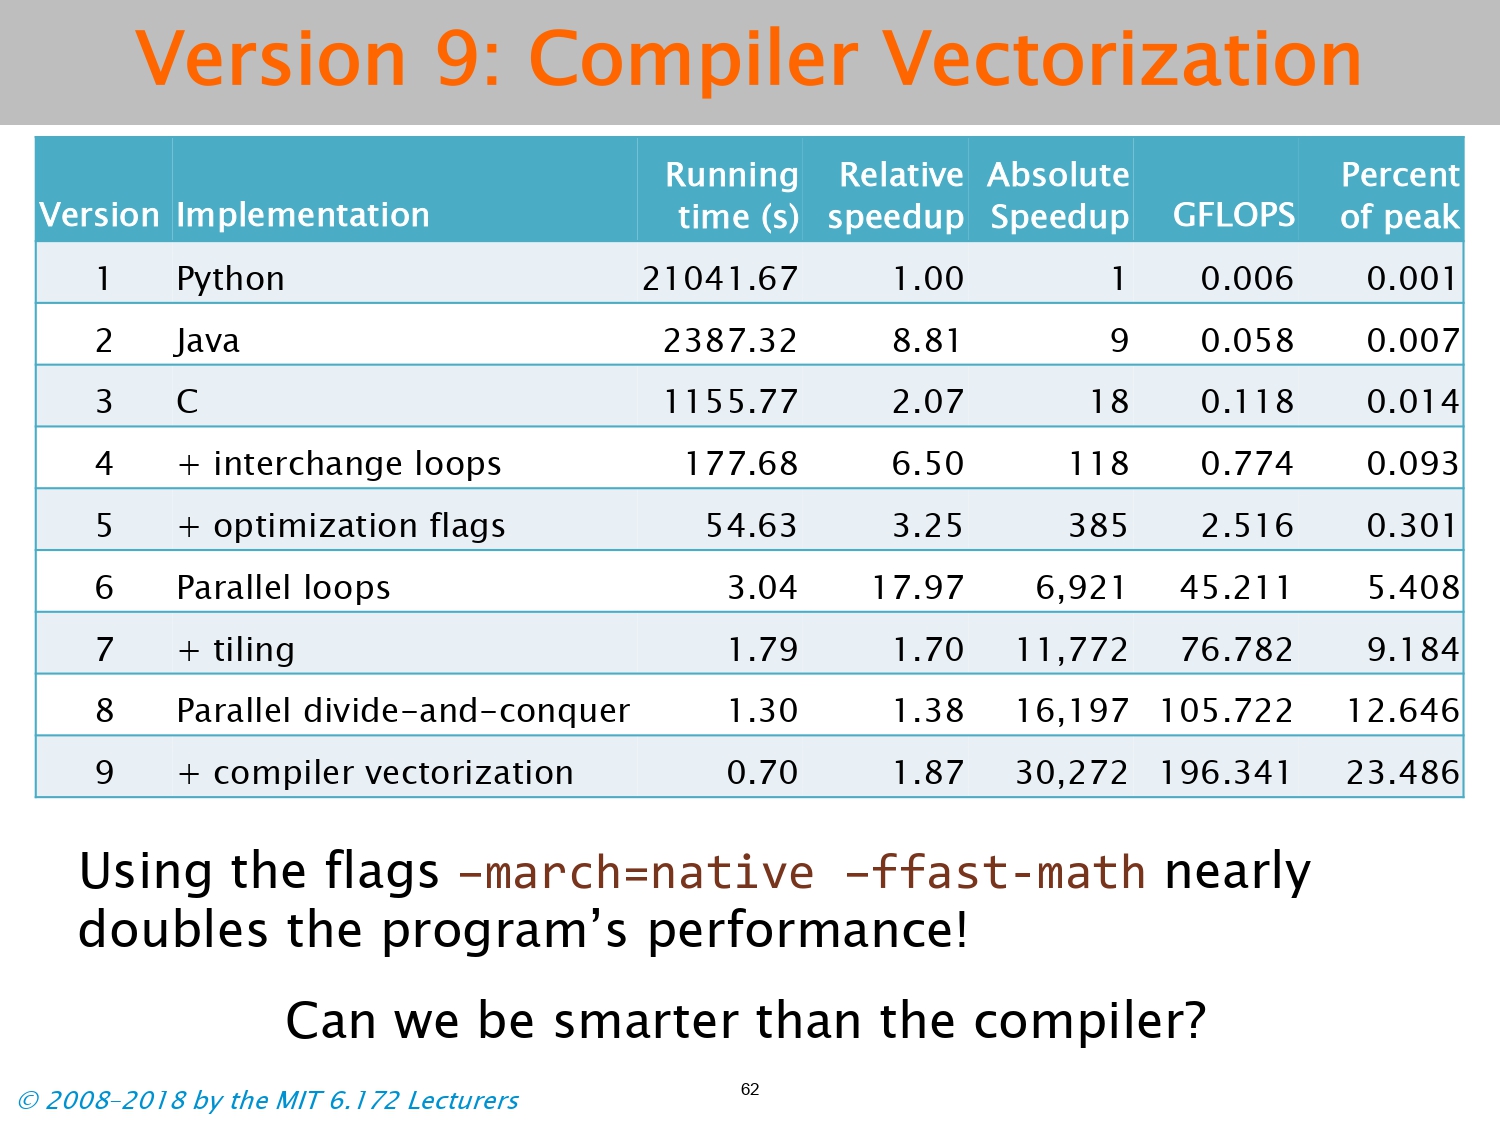 Version 9: Compiler Vectorization
Version Implementation Running time (s) Relative speedup Absolute Speedup GFLOPS Percent of peak
1 Python 21041.67 1.00 1 0.006 0.001
2 Java 2387.32 8.81 9 0.058 0.007
3 C 1155.77 2.07 18 0.118 0.014
4 + interchange loops 177.68 6.50 118 0.774 0.093
5 + optimization flags 54.63 3.25 385 2.516 0.301
6 Parallel loops 3.04 17.97 6,921 45.211 5.408
7 + tiling 1.79 1.70 11,772 76.782 9.184
8 Parallel divide-and-conquer 1.30 1.38 16,197 105.722 12.646
9 + compiler vectorization 0.70 1.87 30,272 196.341 23.486
Using the flags –march=native –ffast-math nearly
doubles the program’s performance!
Can we be smarter than the compiler?
© 2008–2018 by the MIT 6.172 Lecturers
62